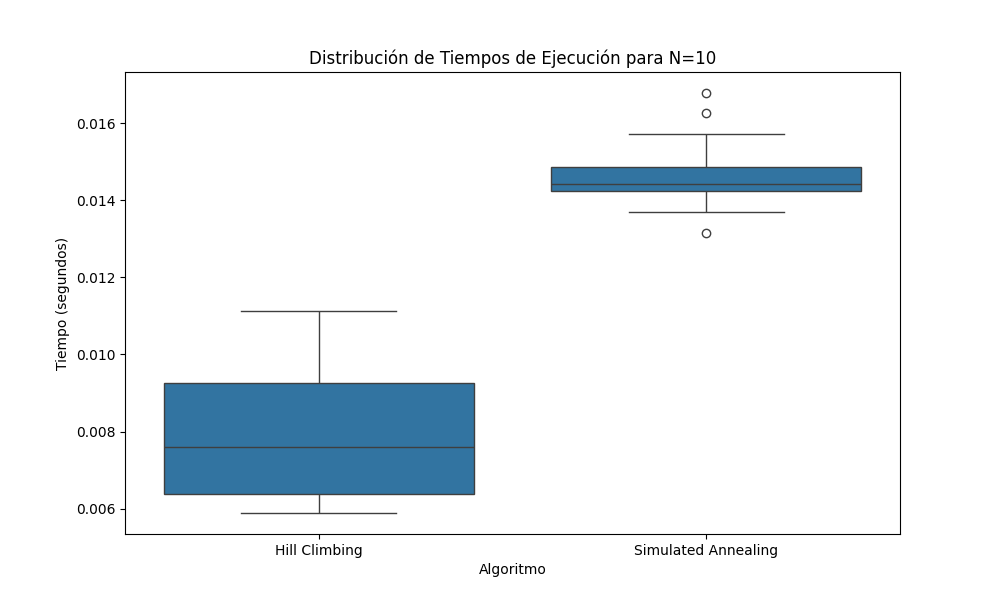 Distribución de Tiempos de Ejecución para N=10
Tiempo (segundos)
0.016
0.014
0.012
0.010
0.008
0.006
Hill Climbing
Simulated Annealing
Algoritmo